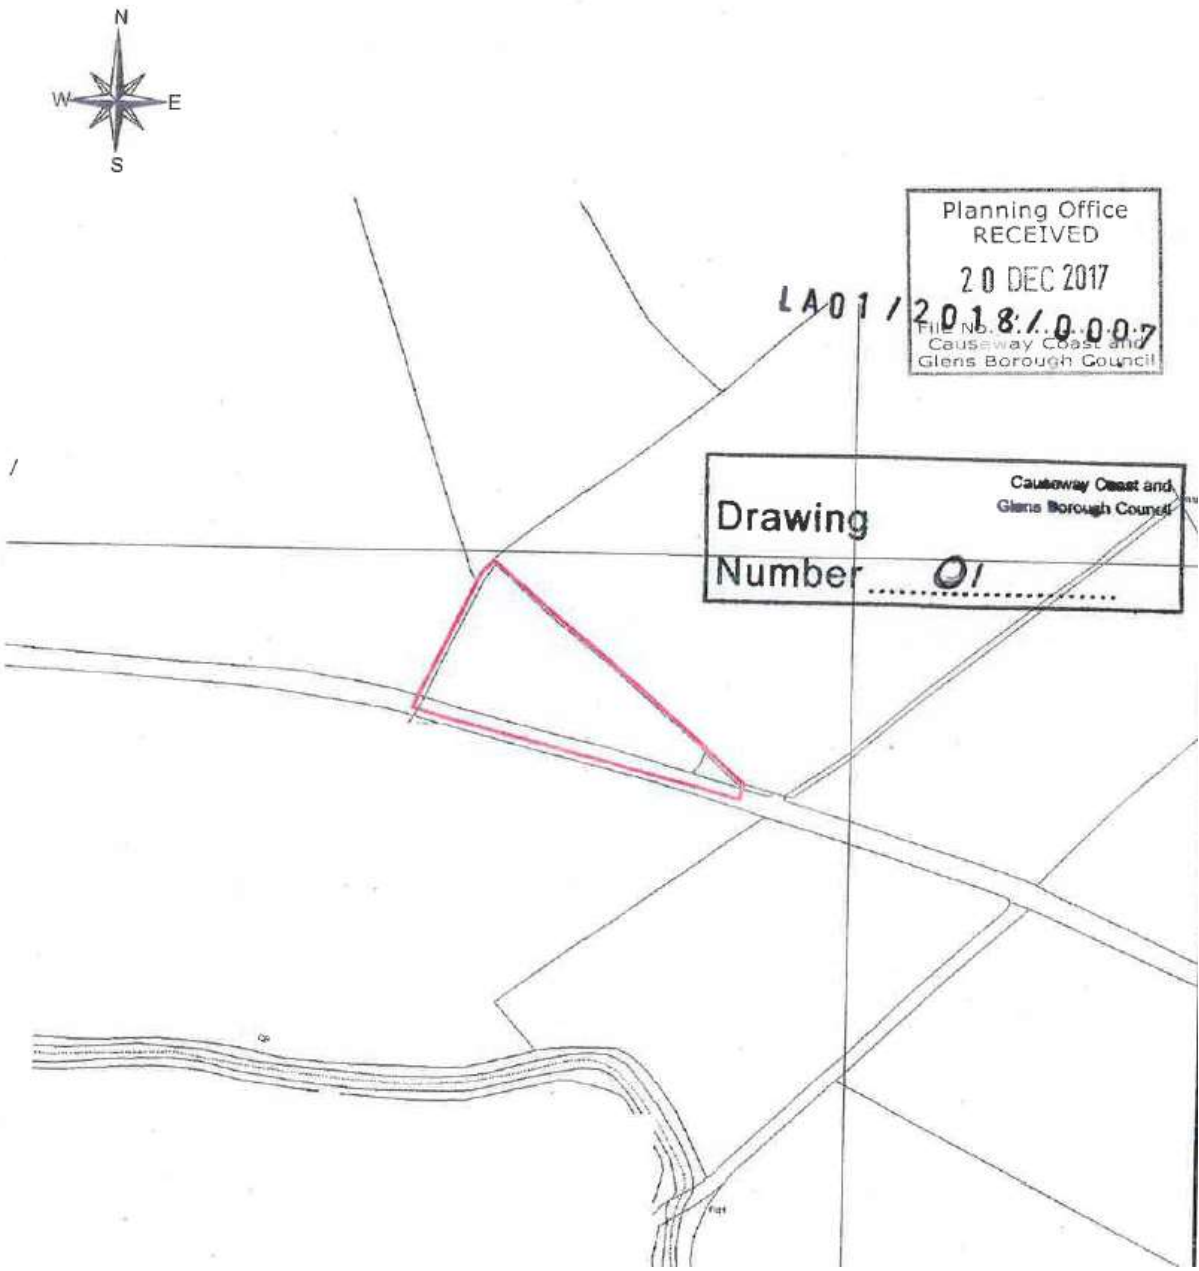 N
W E
S
Planning Office
RECEIVED
20 DEC 2017
LA01/2018/0007
File No.
Causeway Coast and
Glens Borough Council
Causeway Coast and
Glens Borough Council
Drawing
Number 01